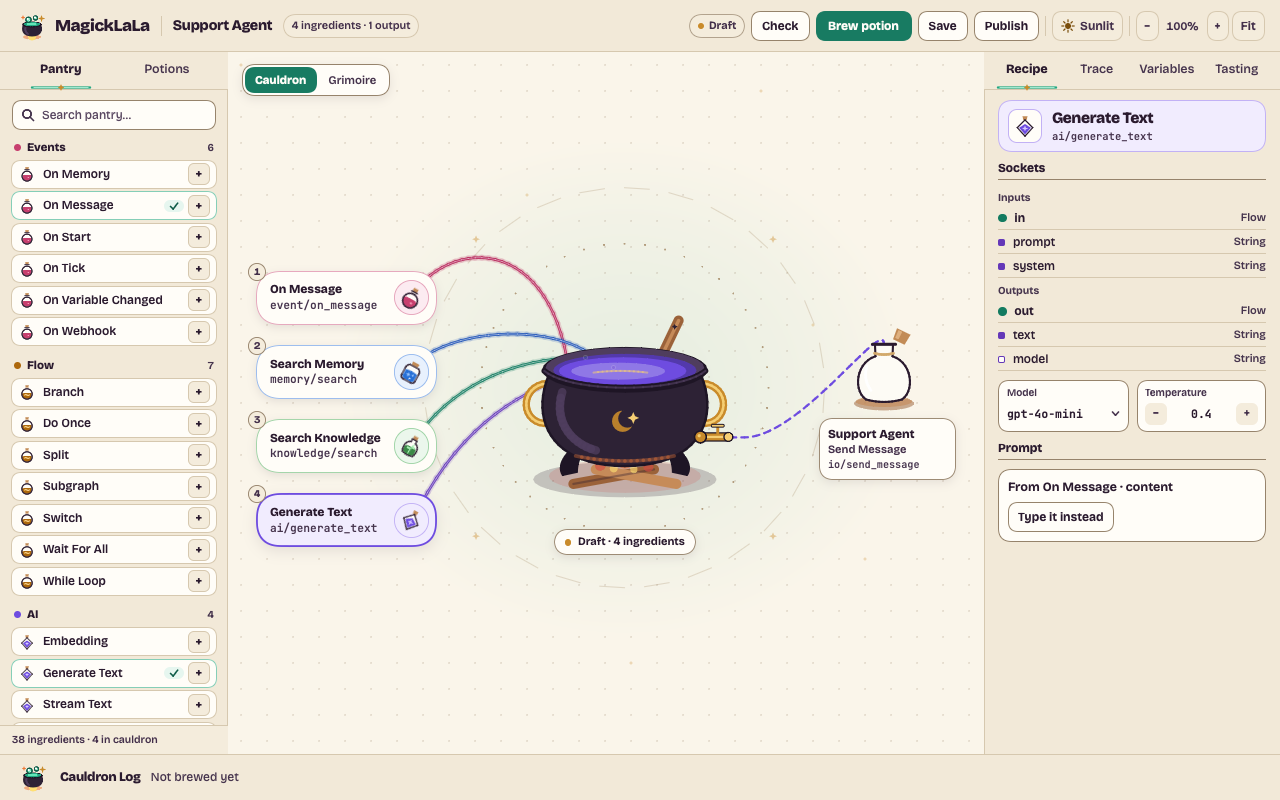 MagickLaLa
Support Agent
4 ingredients · 1 output
Draft
Check
Brew potion
Save
Publish
Sunlit
−
100%
+
Fit
Pantry
Potions
Search pantry...
Events
6
On Memory
+
On Message
+
On Start
+
On Tick
+
On Variable Changed
+
On Webhook
+
Flow
7
Branch
+
Do Once
+
Split
+
Subgraph
+
Switch
+
Wait For All
+
While Loop
+
AI
4
Embedding
+
Generate Text
+
Stream Text
+
38 ingredients · 4 in cauldron
Cauldron
Grimoire
1
On Message
event/on_message
2
Search Memory
memory/search
3
Search Knowledge
knowledge/search
4
Generate Text
ai/generate_text
Draft · 4 ingredients
Support Agent
Send Message
io/send_message
Recipe
Trace
Variables
Tasting
Generate Text
ai/generate_text
Sockets
Inputs
in
Flow
prompt
String
system
String
Outputs
out
Flow
text
String
model
String
Model
gpt-4o-mini
Temperature
−
0.4
+
Prompt
From On Message · content
Type it instead
Cauldron Log
Not brewed yet